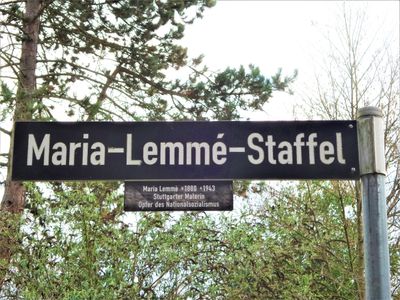 Maria-Lemmé-Staffel
Maria Lemmé *1880 +1943
Stuttgarter Malerin
Opfer des Nationalsozialismus